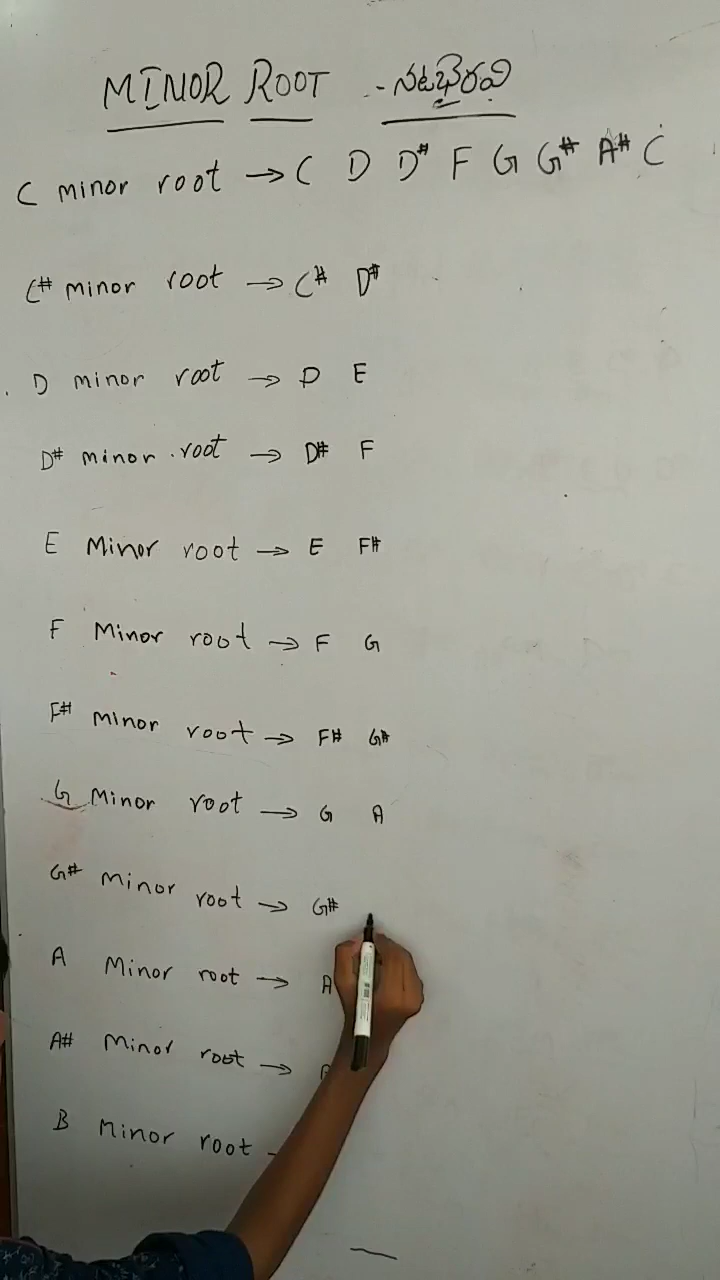 MINOR ROOT - నటభైరవి
C minor root → C D D# F G G# A# Ċ
C# minor root → C# D#
D minor root → D E
D# minor root → D# F
E Minor root → E F#
F Minor root → F G
F# Minor root → F# G#
G Minor root → G A
G# Minor root → G#
A Minor root → A
A# Minor root →
B Minor root -